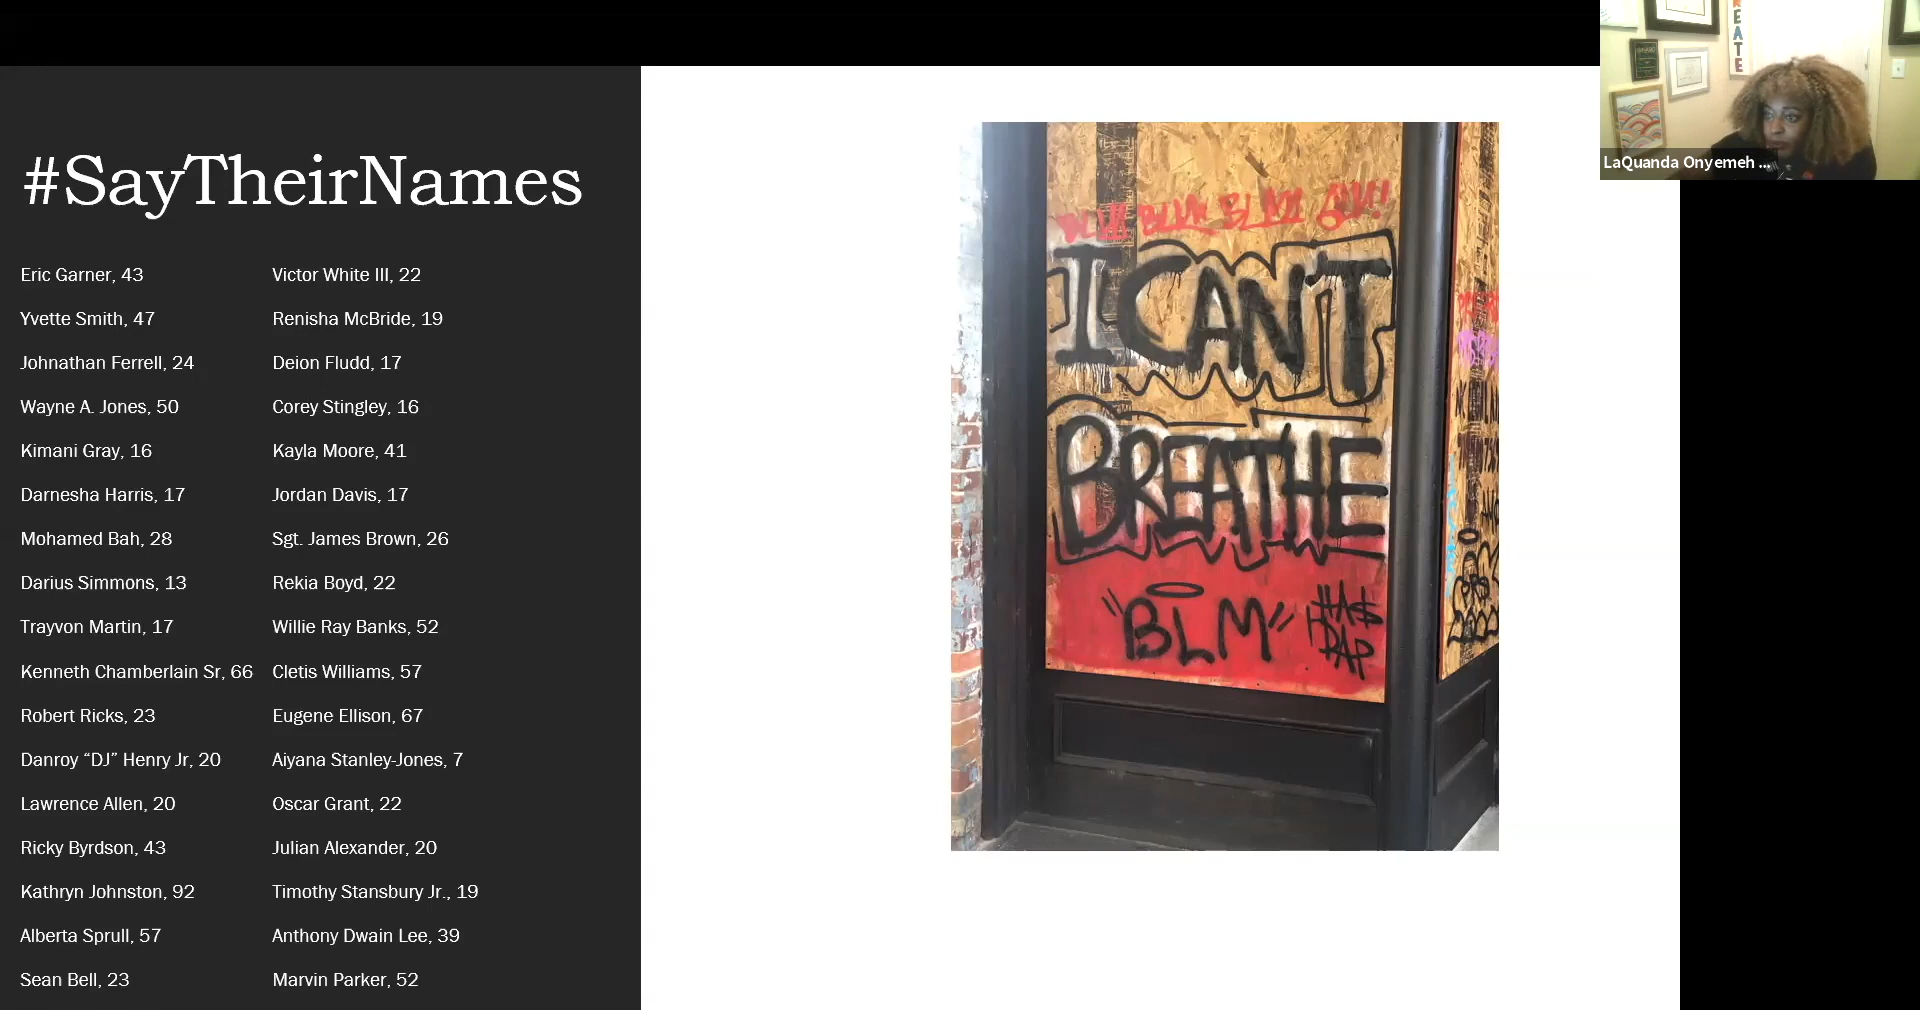 #SayTheirNames
Eric Garner, 43
Yvette Smith, 47
Johnathan Ferrell, 24
Wayne A. Jones, 50
Kimani Gray, 16
Darnesha Harris, 17
Mohamed Bah, 28
Darius Simmons, 13
Trayvon Martin, 17
Kenneth Chamberlain Sr, 66
Robert Ricks, 23
Danroy “DJ” Henry Jr, 20
Lawrence Allen, 20
Ricky Byrdson, 43
Kathryn Johnston, 92
Alberta Sprull, 57
Sean Bell, 23
Victor White III, 22
Renisha McBride, 19
Deion Fludd, 17
Corey Stingley, 16
Kayla Moore, 41
Jordan Davis, 17
Sgt. James Brown, 26
Rekia Boyd, 22
Willie Ray Banks, 52
Cletis Williams, 57
Eugene Ellison, 67
Aiyana Stanley-Jones, 7
Oscar Grant, 22
Julian Alexander, 20
Timothy Stansbury Jr., 19
Anthony Dwain Lee, 39
Marvin Parker, 52
BLM BLM BLM
I CAN'T
BREATHE
"BLM"
EATE
LaQuanda Onyemeh ...